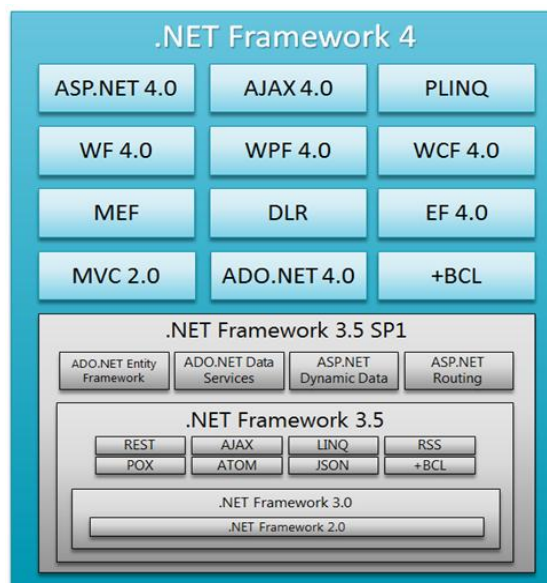 .NET Framework 4
ASP.NET 4.0
AJAX 4.0
PLINQ
WF 4.0
WPF 4.0
WCF 4.0
MEF
DLR
EF 4.0
MVC 2.0
ADO.NET 4.0
+BCL
.NET Framework 3.5 SP1
ADO.NET Entity
Framework
ADO.NET Data
Services
ASP.NET
Dynamic Data
ASP.NET
Routing
.NET Framework 3.5
REST
AJAX
LINQ
RSS
POX
ATOM
JSON
+BCL
.NET Framework 3.0
.NET Framework 2.0